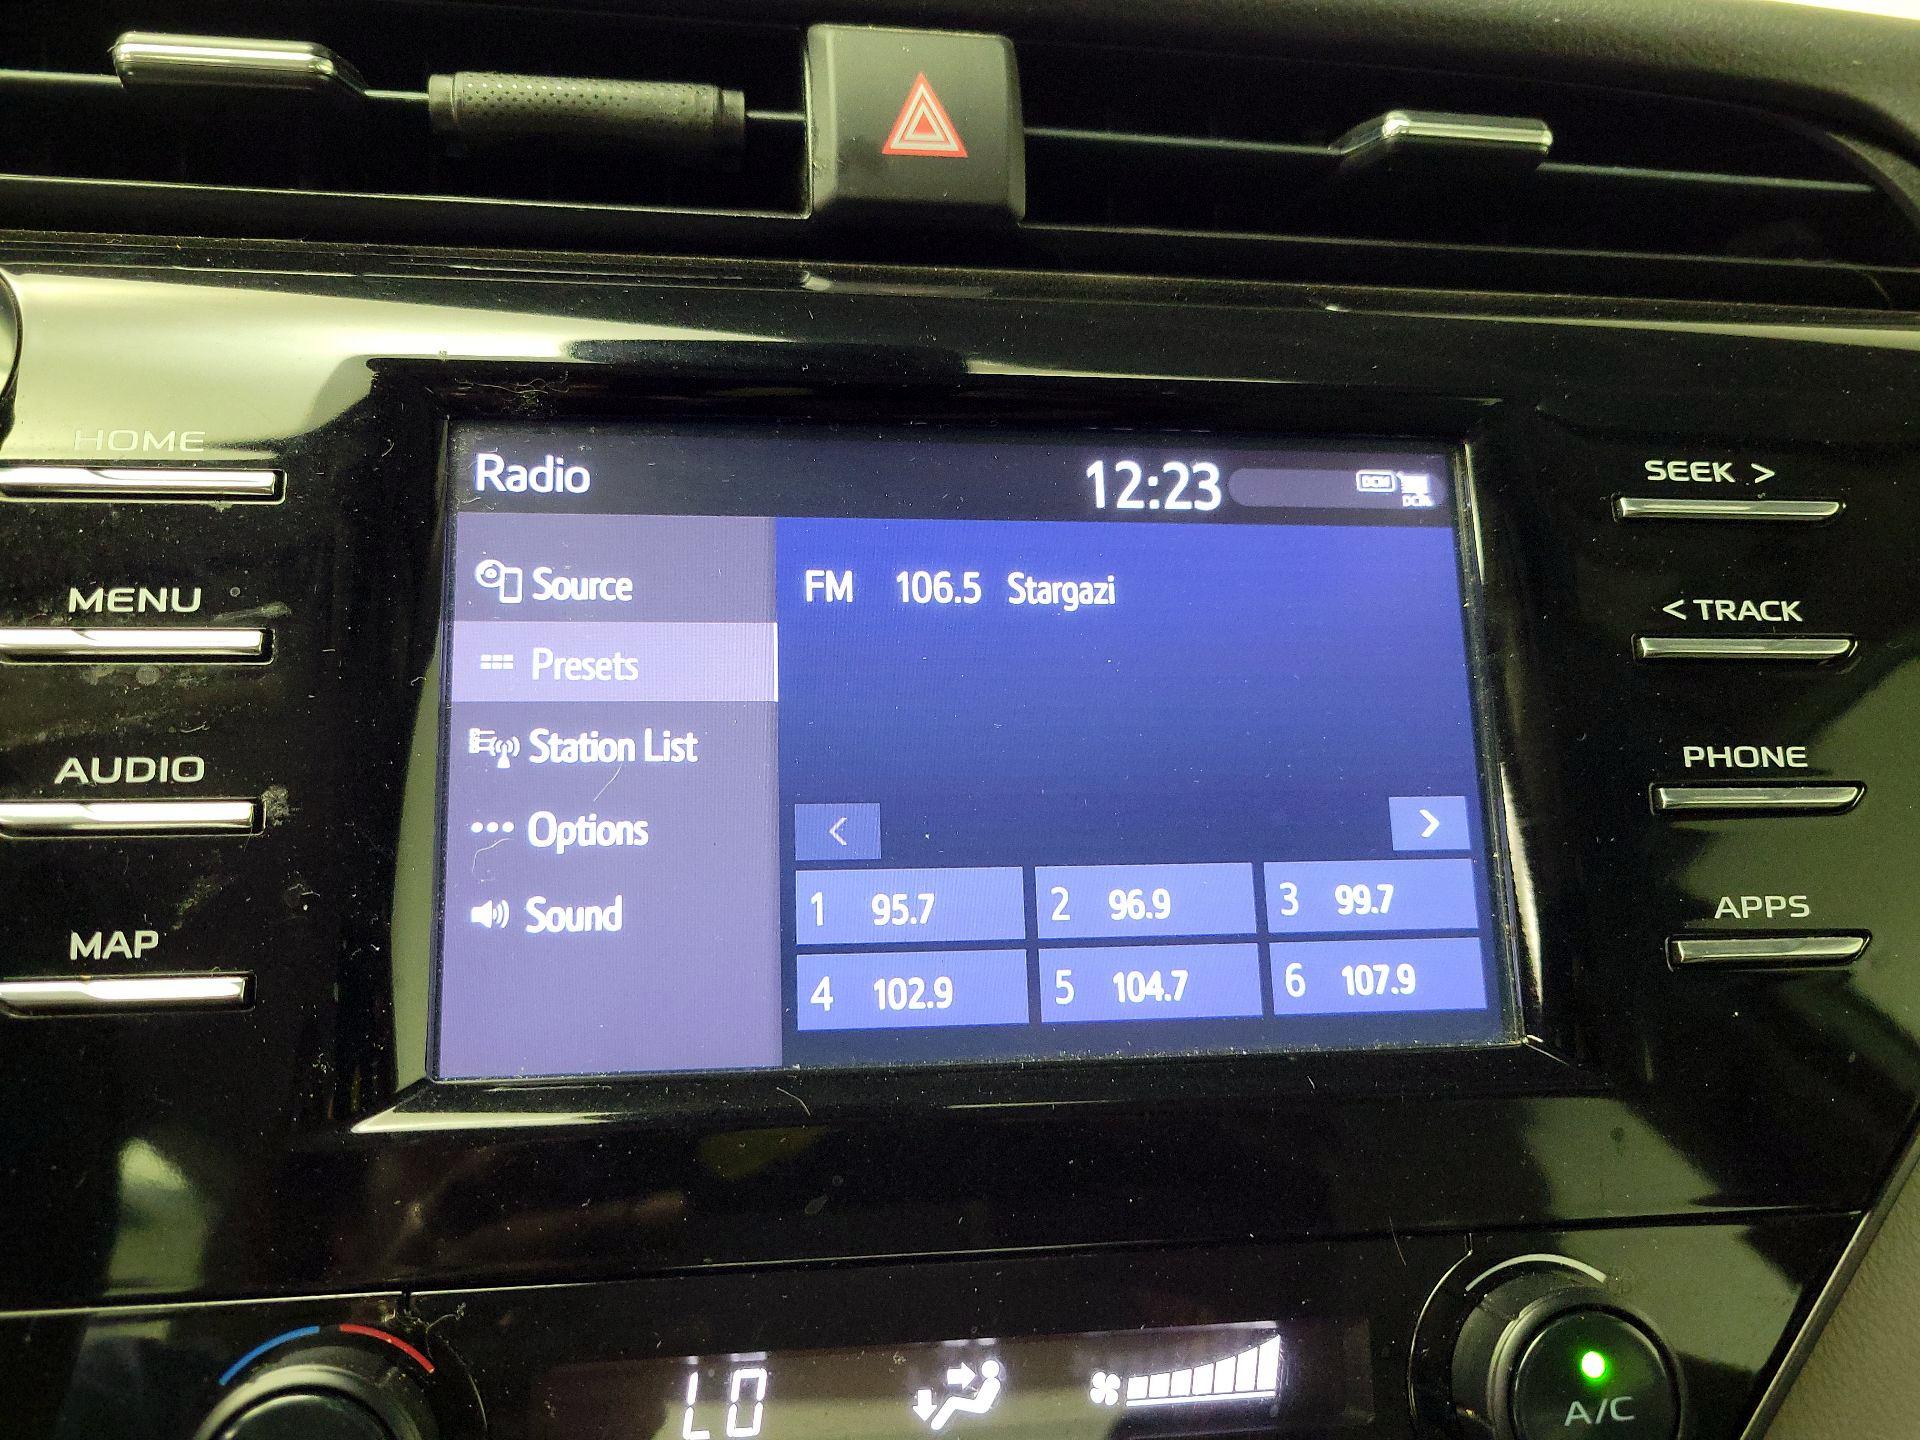 HOME
MENU
AUDIO
MAP
Radio 12:23 DCM DCM
Source
Presets
Station List
Options
Sound
FM 106.5 Stargazi
<
>
1 95.7 2 96.9 3 99.7
4 102.9 5 104.7 6 107.9
SEEK >
< TRACK
PHONE
APPS
LO
A/C